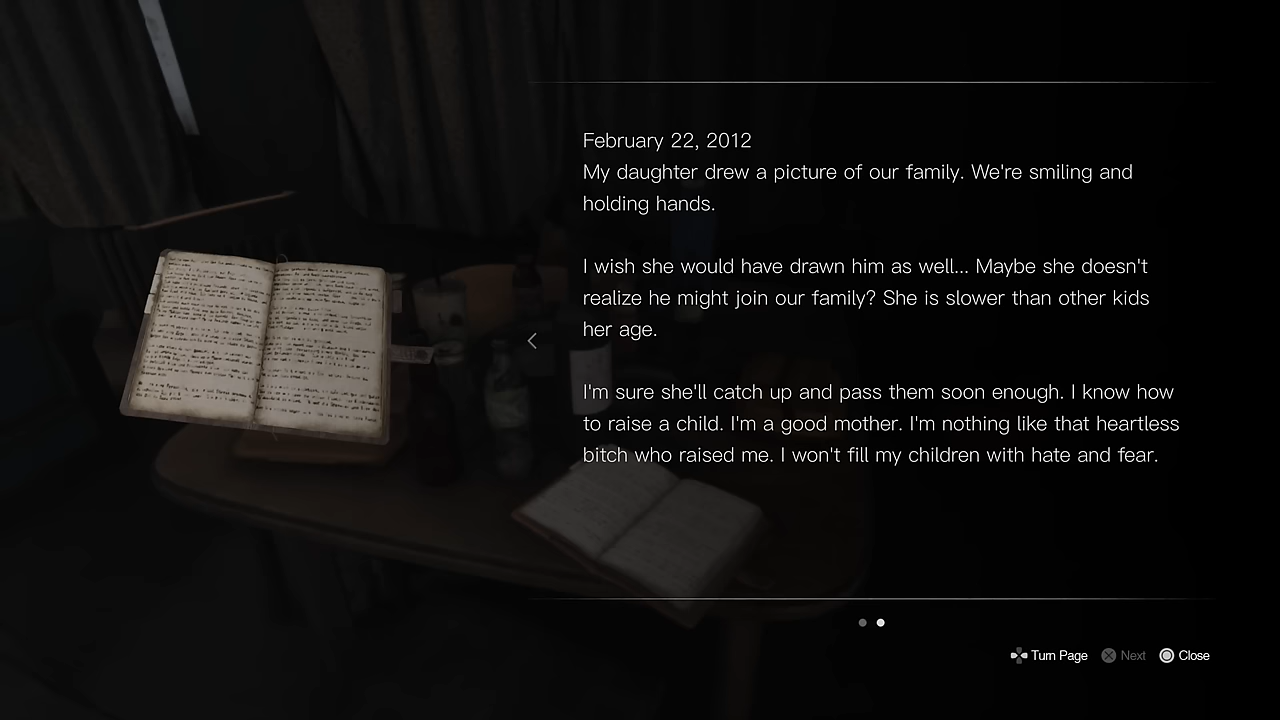 February 22, 2012
My daughter drew a picture of our family. We're smiling and
holding hands.
I wish she would have drawn him as well... Maybe she doesn't
realize he might join our family? She is slower than other kids
her age.
I'm sure she'll catch up and pass them soon enough. I know how
to raise a child. I'm a good mother. I'm nothing like that heartless
bitch who raised me. I won't fill my children with hate and fear.
Turn Page Next Close